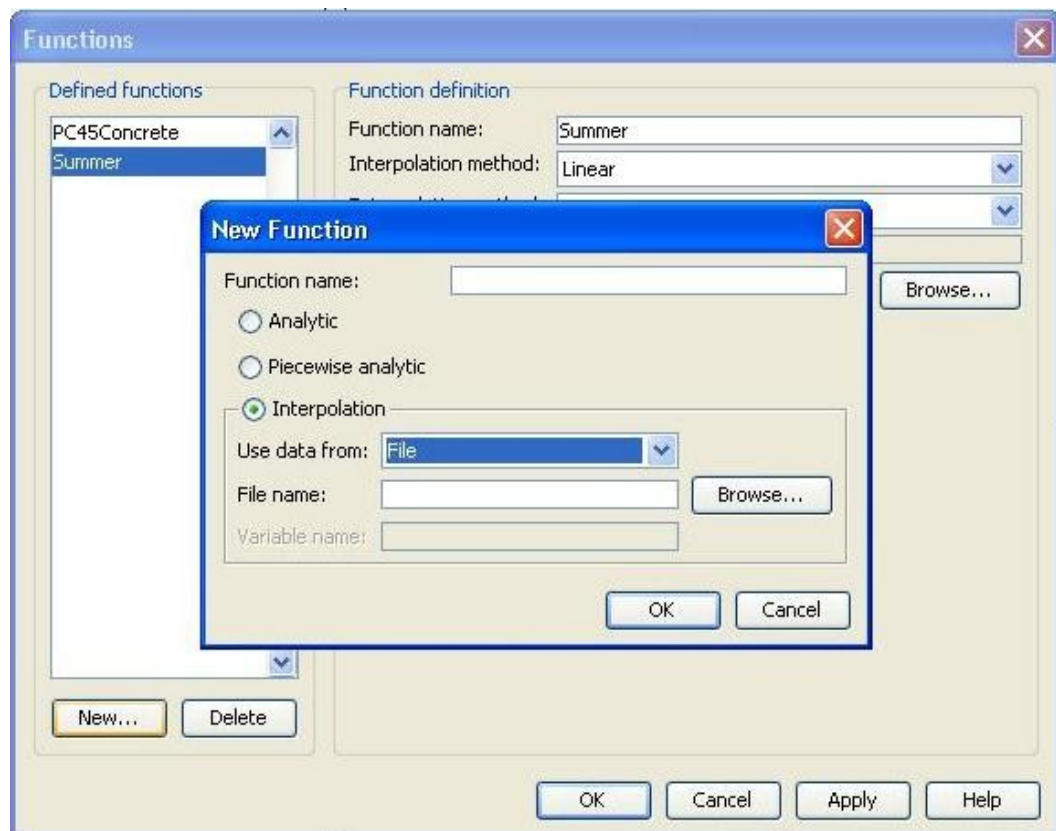 Functions
Defined functions
PC45Concrete
Summer
New...
Delete
Function definition
Function name: Summer
Interpolation method: Linear
Browse...
New Function
Function name:
Analytic
Piecewise analytic
Interpolation
Use data from: File
File name: Browse...
Variable name:
OK Cancel
OK Cancel Apply Help